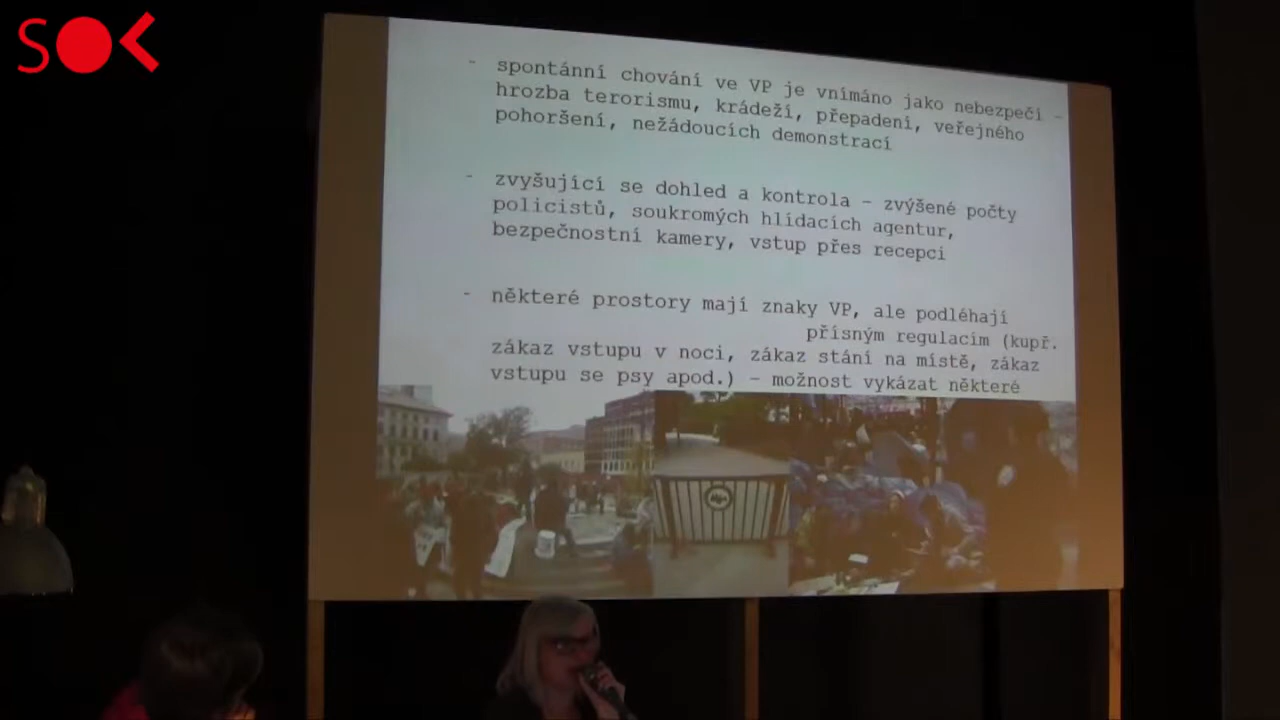 SOK
- spontánní chování ve VP je vnímáno jako nebezpečí -
hrozba terorismu, krádeží, přepadení, veřejného
pohoršení, nežádoucích demonstrací
- zvyšující se dohled a kontrola - zvýšené počty
policistů, soukromých hlídacích agentur,
bezpečnostní kamery, vstup přes recepci
- některé prostory mají znaky VP, ale podléhají
přísným regulacím (kupř.
zákaz vstupu v noci, zákaz stání na místě, zákaz
vstupu se psy apod.) - možnost vykázat některé